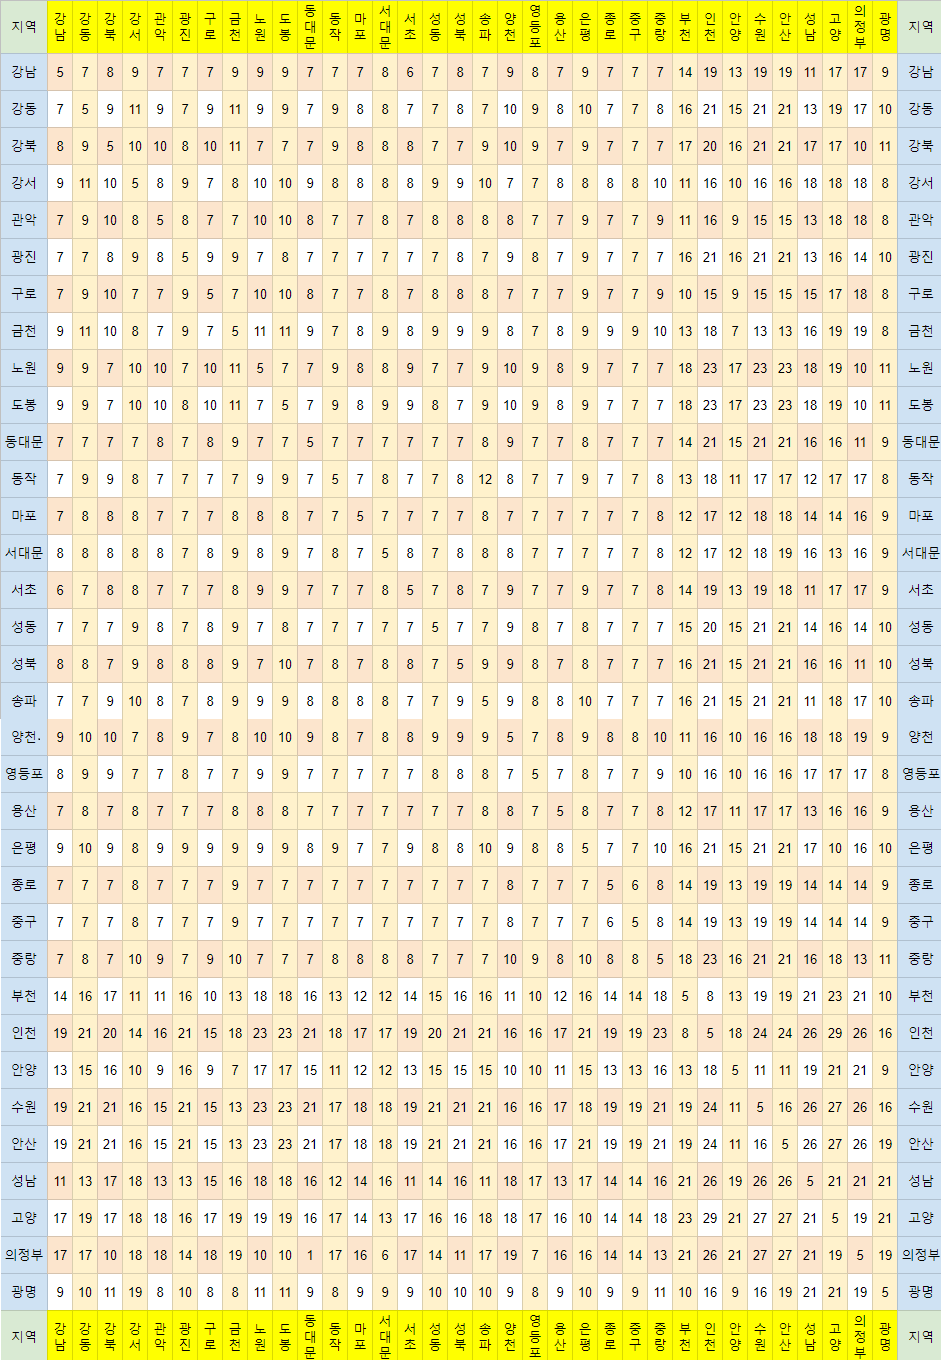 지역 강남 강동 강북 강서 관악 광진 구로 금천 노원 도봉 동대문 동작 마포 서대문 서초 성동 성북 송파 양천 영등포 용산 은평 종로 중구 중랑 부천 인천 안양 수원 안산 성남 고양 의정부 광명 지역
강남 5 7 8 9 7 7 7 9 9 9 7 7 7 8 6 7 8 7 9 8 7 9 7 7 7 14 19 13 19 19 11 17 17 9 강남
강동 7 5 9 11 9 7 9 11 9 9 7 9 8 8 7 7 8 7 10 9 8 10 7 7 8 16 21 15 21 21 13 19 17 10 강동
강북 8 9 5 10 10 8 10 11 7 7 7 9 8 8 8 7 7 9 10 9 7 9 7 7 7 17 20 16 21 21 17 17 10 11 강북
강서 9 11 10 5 8 9 7 8 10 10 9 8 8 8 8 9 9 10 7 7 8 8 8 8 10 11 16 10 16 16 18 18 18 8 강서
관악 7 9 10 8 5 8 7 7 10 10 8 7 7 8 7 8 8 8 8 7 7 9 7 7 9 11 16 9 15 15 13 18 18 8 관악
광진 7 7 8 9 8 5 9 9 7 8 7 7 7 7 7 7 8 7 9 8 7 9 7 7 7 16 21 16 21 21 13 16 14 10 광진
구로 7 9 10 7 7 9 5 7 10 10 8 7 7 8 7 8 8 8 7 7 7 9 7 7 9 10 15 9 15 15 15 17 18 8 구로
금천 9 11 10 8 7 9 7 5 11 11 9 7 8 9 8 9 9 9 8 7 8 9 9 9 10 13 18 7 13 13 16 19 19 8 금천
노원 9 9 7 10 10 7 10 11 5 7 7 9 8 8 9 7 7 9 10 9 8 9 7 7 7 18 23 17 23 23 18 19 10 11 노원
도봉 9 9 7 10 10 8 10 11 7 5 7 9 8 9 9 8 7 9 10 9 8 9 7 7 7 18 23 17 23 23 18 19 10 11 도봉
동대문 7 7 7 7 8 7 8 9 7 7 5 7 7 7 7 7 7 8 9 7 7 8 7 7 7 14 21 15 21 21 16 16 11 9 동대문
동작 7 9 9 8 7 7 7 7 9 9 7 5 7 8 7 7 8 12 8 7 7 9 7 7 8 13 18 11 17 17 12 17 17 8 동작
마포 7 8 8 8 7 7 7 8 8 8 7 7 5 7 7 7 7 8 7 7 7 7 7 7 8 12 17 12 18 18 14 14 16 9 마포
서대문 8 8 8 8 8 7 8 9 8 9 7 8 7 5 8 7 8 8 8 7 7 7 7 7 8 12 17 12 18 19 16 13 16 9 서대문
서초 6 7 8 8 7 7 7 8 9 9 7 7 7 8 5 7 8 7 9 7 7 9 7 7 8 14 19 13 19 18 11 17 17 9 서초
성동 7 7 7 9 8 7 8 9 7 8 7 7 7 7 7 5 7 7 9 8 7 8 7 7 7 15 20 15 21 21 14 16 14 10 성동
성북 8 8 7 9 8 8 8 9 7 10 7 8 7 8 8 7 5 9 9 8 7 8 7 7 7 16 21 15 21 21 16 16 11 10 성북
송파 7 7 9 10 8 7 8 9 9 9 8 8 8 8 7 7 9 5 9 8 8 10 7 7 7 16 21 15 21 21 11 18 17 10 송파
양천. 9 10 10 7 8 9 7 8 10 10 9 8 7 8 8 9 9 9 5 7 8 9 8 8 10 11 16 10 16 16 18 18 19 9 양천
영등포 8 9 9 7 7 8 7 7 9 9 7 7 7 7 7 8 8 8 7 5 7 8 7 7 9 10 16 10 16 16 17 17 17 8 영등포
용산 7 8 7 8 7 7 7 8 8 8 7 7 7 7 7 7 7 8 8 7 5 8 7 7 8 12 17 11 17 17 13 16 16 9 용산
은평 9 10 9 8 9 9 9 9 9 9 8 9 7 7 9 8 8 10 9 8 8 5 7 7 10 16 21 15 21 21 17 10 16 10 은평
종로 7 7 7 8 7 7 7 9 7 7 7 7 7 7 7 7 7 7 8 7 7 7 5 6 8 14 19 13 19 19 14 14 14 9 종로
중구 7 7 7 8 7 7 7 9 7 7 7 7 7 7 7 7 7 7 8 7 7 7 6 5 8 14 19 13 19 19 14 14 14 9 중구
중랑 7 8 7 10 9 7 9 10 7 7 7 8 8 8 8 7 7 7 10 9 8 10 8 8 5 18 23 16 21 21 16 18 13 11 중랑
부천 14 16 17 11 11 16 10 13 18 18 16 13 12 12 14 15 16 16 11 10 12 16 14 14 18 5 8 13 19 19 21 23 21 10 부천
인천 19 21 20 14 16 21 15 18 23 23 21 18 17 17 19 20 21 21 16 16 17 21 19 19 23 8 5 18 24 24 26 29 26 16 인천
안양 13 15 16 10 9 16 9 7 17 17 15 11 12 12 13 15 15 15 10 10 11 15 13 13 16 13 18 5 11 11 19 21 21 9 안양
수원 19 21 21 16 15 21 15 13 23 23 21 17 18 18 19 21 21 21 16 16 17 18 19 19 21 19 24 11 5 16 26 27 26 16 수원
안산 19 21 21 16 15 21 15 13 23 23 21 17 18 18 19 21 21 21 16 16 17 21 19 19 21 19 24 11 16 5 26 27 26 19 안산
성남 11 13 17 18 13 13 15 16 18 18 16 12 14 16 11 14 16 11 18 17 13 17 14 14 16 21 26 19 26 26 5 21 21 21 성남
고양 17 19 17 18 18 16 17 19 19 19 16 17 14 13 17 16 16 18 18 17 16 10 14 14 18 23 29 21 27 27 21 5 19 21 고양
의정부 17 17 10 18 18 14 18 19 10 10 1 17 16 6 17 14 11 17 19 7 16 16 14 14 13 21 26 21 27 27 21 19 5 19 의정부
광명 9 10 11 19 8 10 8 8 11 11 9 8 9 9 9 10 10 10 9 8 9 10 9 9 11 10 16 9 16 19 21 21 19 5 광명
지역 강남 강동 강북 강서 관악 광진 구로 금천 노원 도봉 동대문 동작 마포 서대문 서초 성동 성북 송파 양천 영등포 용산 은평 종로 중구 중랑 부천 인천 안양 수원 안산 성남 고양 의정부 광명 지역